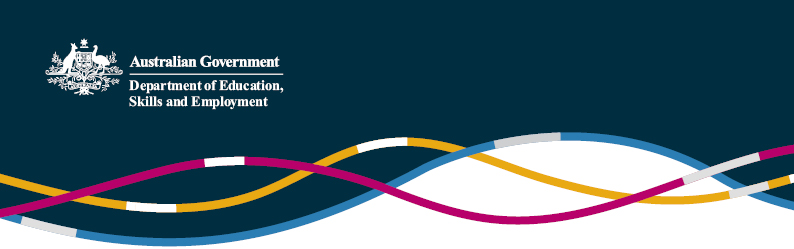 Australian Government
Department of Education,
Skills and Employment